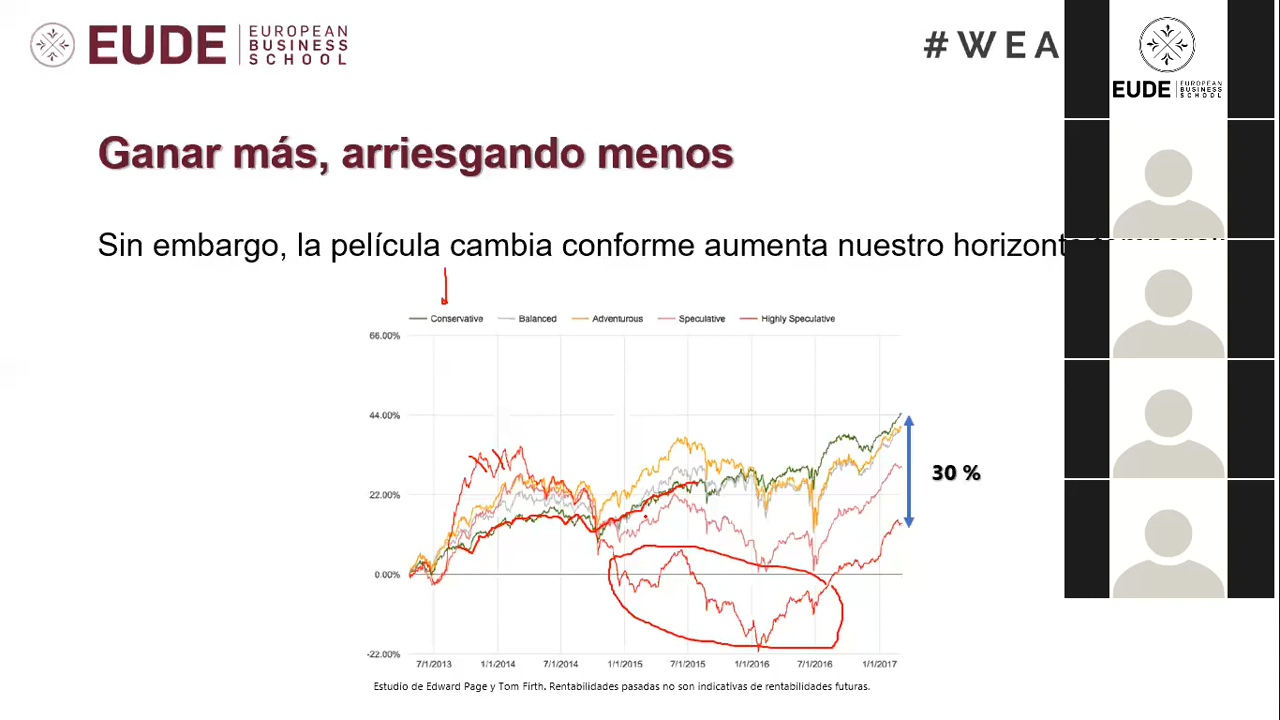 EUDE EUROPEAN BUSINESS SCHOOL
#WEA
EUDE EUROPEAN BUSINESS SCHOOL
Ganar más, arriesgando menos
Sin embargo, la película cambia conforme aumenta nuestro horizonte
Conservative Balanced Adventurous Speculative Highly Speculative
66.00%
44.00%
30 %
22.00%
0.00%
-22.00%
7/1/2013 1/1/2014 7/1/2014 1/1/2015 7/1/2015 1/1/2016 7/1/2016 1/1/2017
Estudio de Edward Page y Tom Firth. Rentabilidades pasadas no son indicativas de rentabilidades futuras.